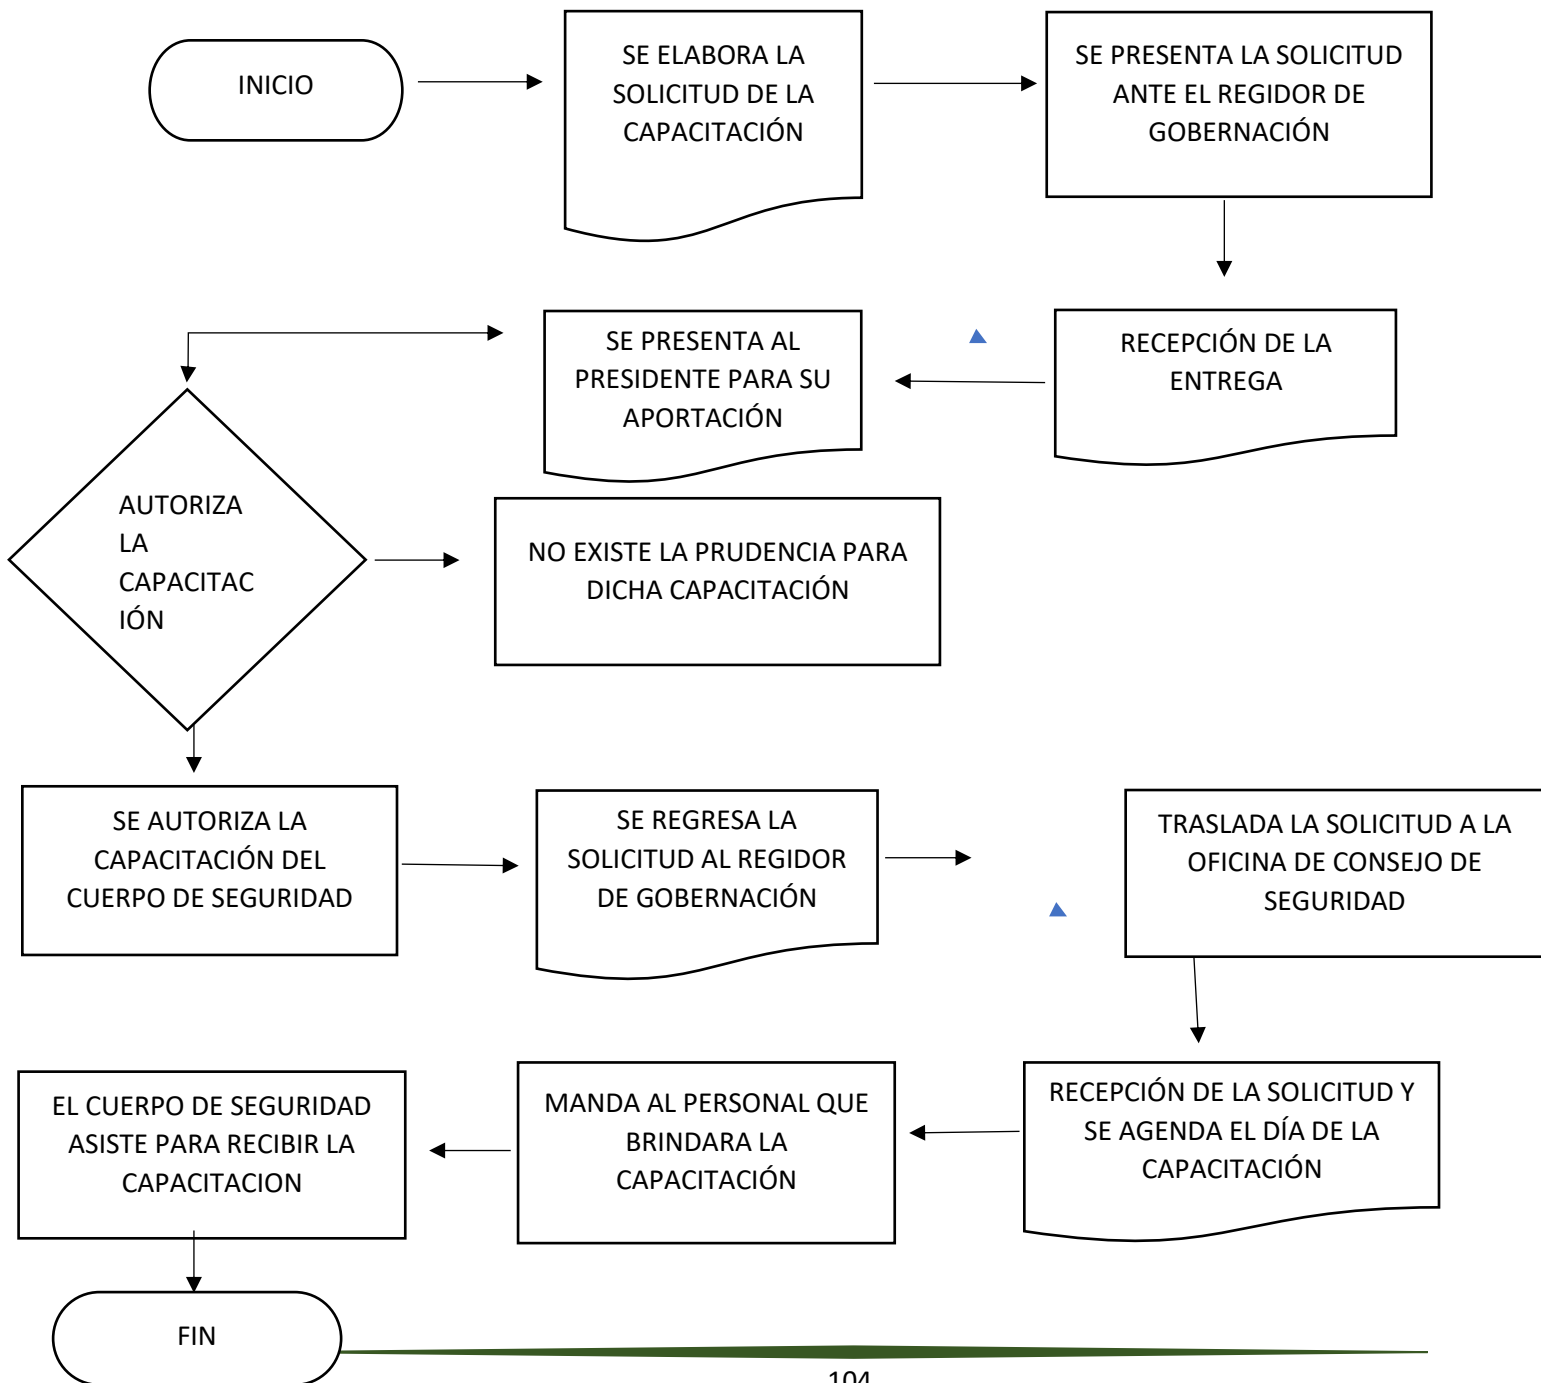 INICIO
SE ELABORA LA
SOLICITUD DE LA
CAPACITACIÓN
SE PRESENTA LA SOLICITUD
ANTE EL REGIDOR DE
GOBERNACIÓN
RECEPCIÓN DE LA
ENTREGA
SE PRESENTA AL
PRESIDENTE PARA SU
APORTACIÓN
AUTORIZA
LA
CAPACITAC
IÓN
NO EXISTE LA PRUDENCIA PARA
DICHA CAPACITACIÓN
SE AUTORIZA LA
CAPACITACIÓN DEL
CUERPO DE SEGURIDAD
SE REGRESA LA
SOLICITUD AL REGIDOR
DE GOBERNACIÓN
TRASLADA LA SOLICITUD A LA
OFICINA DE CONSEJO DE
SEGURIDAD
RECEPCIÓN DE LA SOLICITUD Y
SE AGENDA EL DÍA DE LA
CAPACITACIÓN
MANDA AL PERSONAL QUE
BRINDARA LA
CAPACITACIÓN
EL CUERPO DE SEGURIDAD
ASISTE PARA RECIBIR LA
CAPACITACION
FIN
104